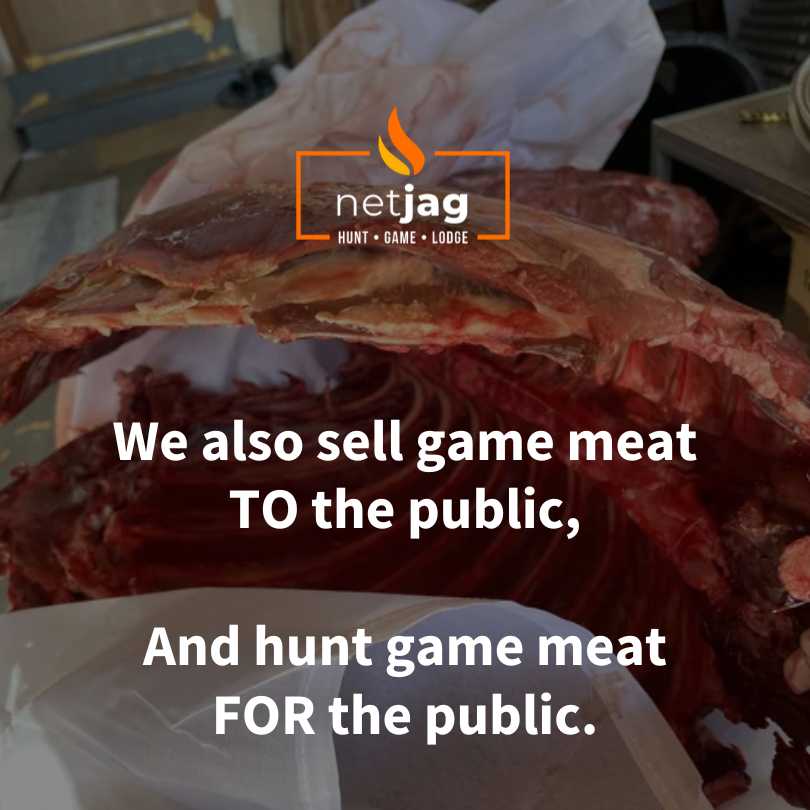 netjag
HUNT • GAME • LODGE
We also sell game meat
TO the public,
And hunt game meat
FOR the public.